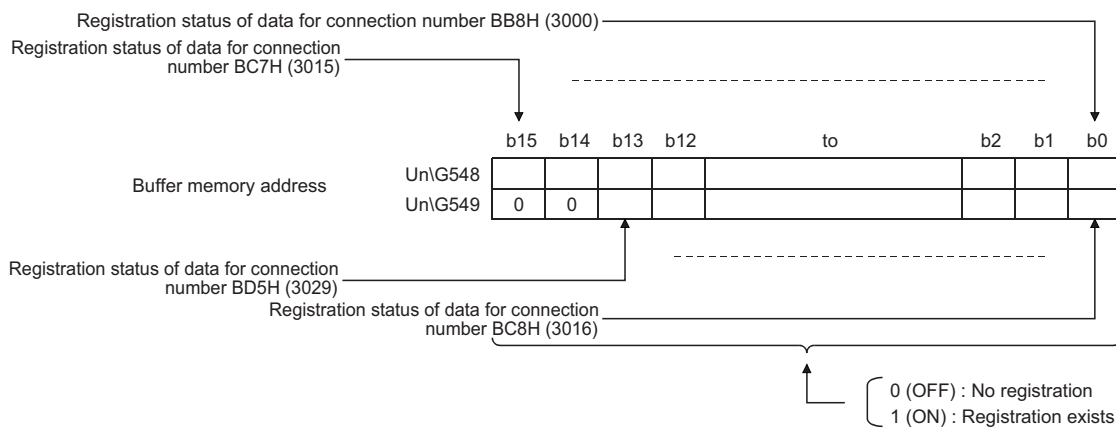 Registration status of data for connection number BB8H (3000)
Registration status of data for connection
number BC7H (3015)
b15 b14 b13 b12 to b2 b1 b0
Buffer memory address
Un\G548
Un\G549 0 0
Registration status of data for connection
number BD5H (3029)
Registration status of data for connection
number BC8H (3016)
0 (OFF) : No registration
1 (ON) : Registration exists